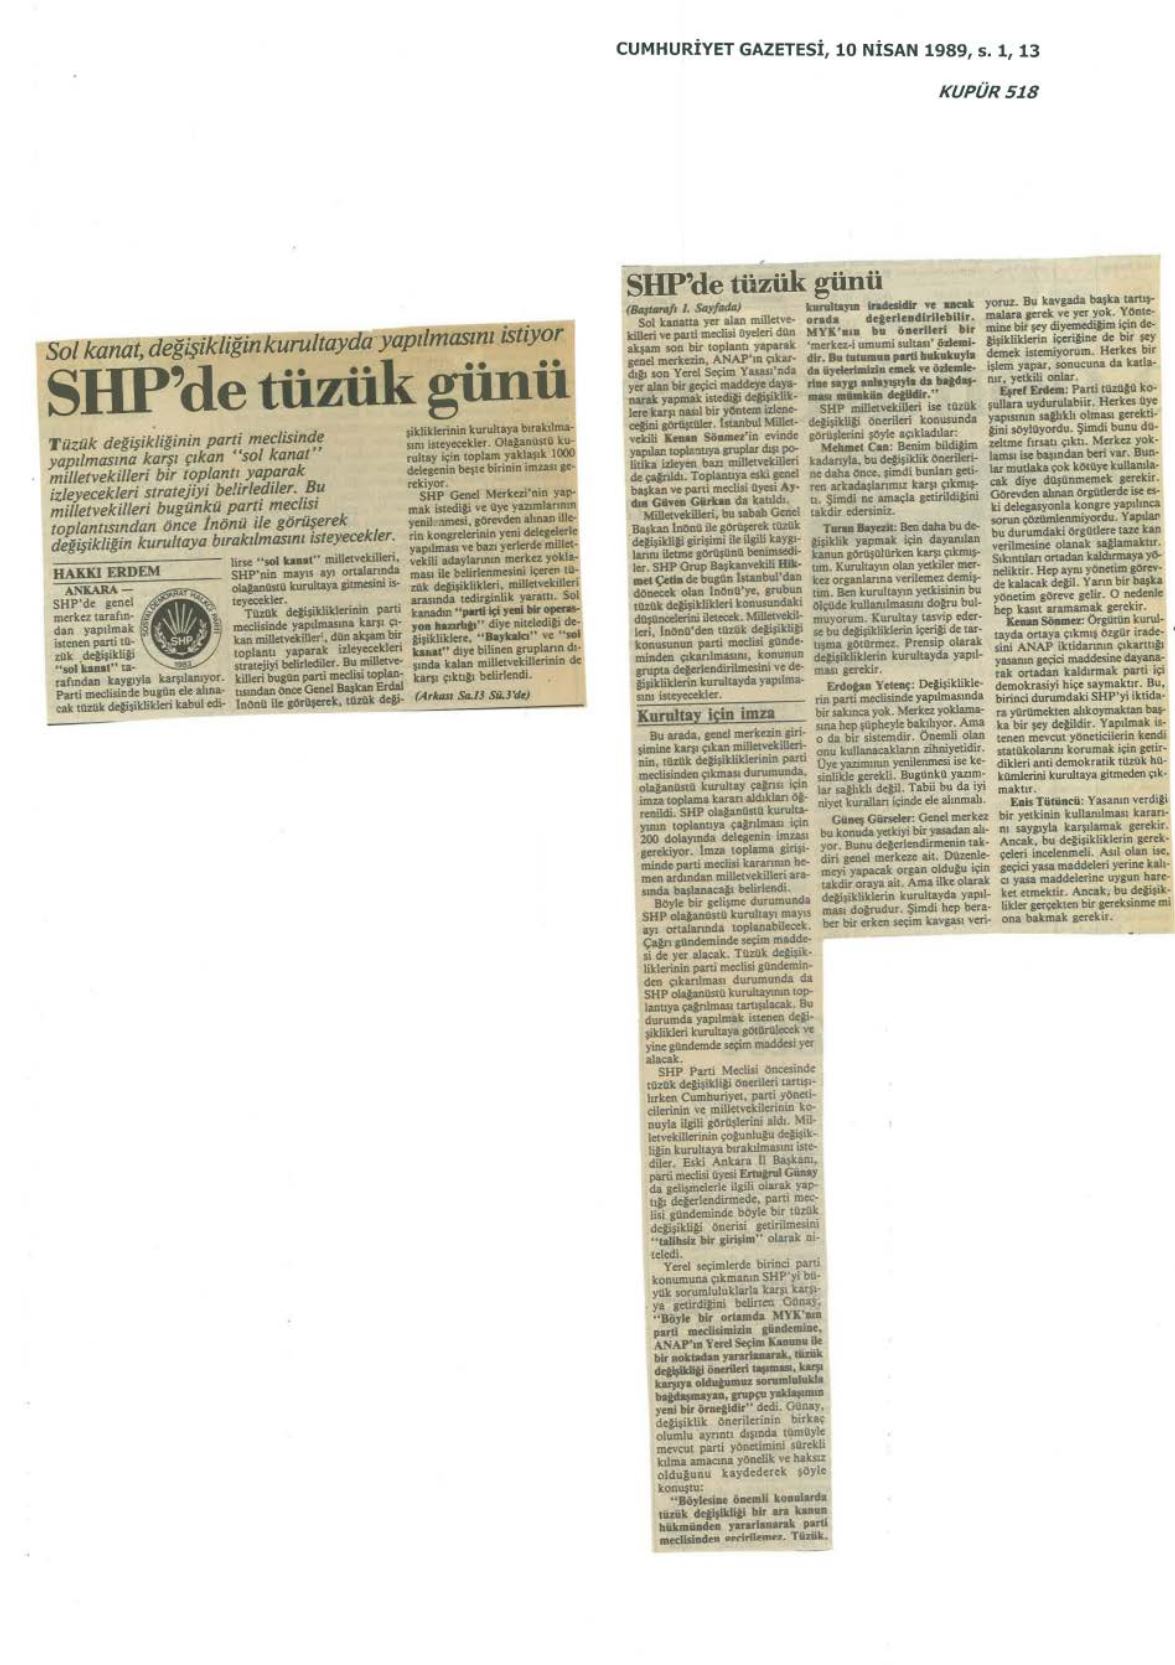 CUMHURİYET GAZETESİ, 10 NİSAN 1989, s. 1, 13
KUPÜR 518
Sol kanat, değişikliğin kurultayda yapılmasını istiyor
SHP'de tüzük günü
Tüzük değişikliğinin parti meclisinde
yapılmasına karşı çıkan "sol kanat"
milletvekilleri bir toplantı yaparak
izleyecekleri stratejiyi belirlediler. Bu
milletvekilleri bugünkü parti meclisi
toplantısından önce İnönü ile görüşerek
değişikliğin kurultaya bırakılmasını isteyecekler.
HAKKI ERDEM
ANKARA —
SHP'de genel
merkez tarafın-
dan yapılmak
istenen parti tü-
zük değişikliği
"sol kanat" ta-
rafından kaygıyla karşılanıyor.
Parti meclisinde bugün ele alına-
cak tüzük değişikleri kabul edi-
SOSYAL DEMOKRAT HALKÇI PARTİ
SHP
1983
lirse "sol kanat" milletvekilleri,
SHP'nin mayıs ayı ortalarında
olağanüstü kurultaya gitmesini is-
teyecekler.
Tüzük değişikliklerinin parti
meclisinde yapılmasına karşı çı-
kan milletvekilleri, dün akşam bir
toplantı yaparak izleyecekleri
stratejiyi belirlediler. Bu milletve-
killeri bugün parti meclisi toplan-
tısından önce Genel Başkan Erdal
İnönü ile görüşerek, tüzük deği-
şikliklerinin kurultaya bırakılma-
sını isteyecekler. Olağanüstü ku-
rultay için toplam yaklaşık 1000
delegenin beşte birinin imzası ge-
rekiyor.
SHP Genel Merkezi'nin yap-
mak istediği ve üye yazımlarının
yenilenmesi, görevden alınan ille-
rin kongrelerinin yeni delegelerle
yapılması ve bazı yerlerde millet-
vekili adaylarının merkez yokla-
ması ile belirlenmesini içeren tü-
zük değişiklikleri, milletvekilleri
arasında tedirginlik yarattı. Sol
kanadın "parti içi yeni bir operas-
yon hazırlığı" diye nitelediği de-
ğişikliklere, "Baykalcı" ve "sol
kanat" diye bilinen grupların dı-
şında kalan milletvekillerinin de
karşı çıktığı belirlendi.
(Arkası Sa.13 Sü.3'de)
SHP'de tüzük günü
(Baştarafı 1. Sayfada)
Sol kanatta yer alan milletve-
killeri ve parti meclisi üyeleri dün
akşam son bir toplantı yaparak
genel merkezin, ANAP'ın çıkar-
dığı son Yerel Seçim Yasası'nda
yer alan bir geçici maddeye daya-
narak yapmak istediği değişiklik-
lere karşı nasıl bir yöntem izlene-
ceğini görüştüler. İstanbul Millet-
vekili Kenan Sönmez'in evinde
yapılan toplantıya gruplar dışı po-
litika izleyen bazı milletvekilleri
de çağrıldı. Toplantıya eski genel
başkan ve parti meclisi üyesi Ay-
dın Güven Gürkan da katıldı.
Milletvekilleri, bu sabah Genel
Başkan İnönü ile görüşerek tüzük
değişikliği girişimi ile ilgili kaygı-
larını iletme görüşünü benimsedi-
ler. SHP Grup Başkanvekili Hik-
met Çetin de bugün İstanbul'dan
dönecek olan İnönü'ye, grubun
tüzük değişiklikleri konusundaki
düşüncelerini iletecek. Milletvekil-
leri, İnönü'den tüzük değişikliği
konusunun parti meclisi günde-
minden çıkarılmasını, konunun
grupta değerlendirilmesini ve de-
ğişikliklerin kurultayda yapılma-
sını isteyecekler.
Kurultay için imza
Bu arada, genel merkezin giri-
şimine karşı çıkan milletvekilleri-
nin, tüzük değişikliklerinin parti
meclisinden çıkması durumunda,
olağanüstü kurultay çağrısı için
imza toplama kararı aldıkları öğ-
renildi. SHP olağanüstü kurulta-
yının toplantıya çağrılması için
200 dolayında delegenin imzası
gerekiyor. İmza toplama girişi-
minde parti meclisi kararının he-
men ardından milletvekilleri ara-
sında başlanacağı belirlendi.
Böyle bir gelişme durumunda
SHP olağanüstü kurultayı mayıs
ayı ortalarında toplanabilecek.
Çağrı gündeminde seçim madde-
si de yer alacak. Tüzük değişik-
liklerinin parti meclisi gündemin-
den çıkarılması durumunda da
SHP olağanüstü kurultayının top-
lantıya çağrılması tartışılacak. Bu
durumda yapılmak istenen deği-
şiklikleri kurultaya götürülecek ve
yine gündemde seçim maddesi yer
alacak.
SHP Parti Meclisi öncesinde
tüzük değişikliği önerileri tartışı-
lırken Cumhuriyet, parti yöneti-
cilerinin ve milletvekilerinin ko-
nuyla ilgili görüşlerini aldı. Mil-
letvekillerinin çoğunluğu değişik-
liğin kurultaya bırakılmasını iste-
diler. Eski Ankara İl Başkanı,
parti meclisi üyesi Ertuğrul Günay
da gelişmelerle ilgili olarak yap-
tığı değerlendirmede, parti mec-
lisi gündeminde böyle bir tüzük
değişikliği önerisi getirilmesini
"talihsiz bir girişim" olarak ni-
teledi.
Yerel seçimlerde birinci parti
konumuna çıkmanın SHP'yi bü-
yük sorumluluklarla karşı karşı-
ya getirdiğini belirten Günay,
"Böyle bir ortamda MYK'nın
parti meclisimizin gündemine,
ANAP'ın Yerel Seçim Kanunu ile
bir noktadan yararlanarak, tüzük
değişikliği önerileri taşıması, karşı
karşıya olduğumuz sorumlulukla
bağdaşmayan, grupçu yaklaşımın
yeni bir örneğidir" dedi. Günay,
değişiklik önerilerinin birkaç
olumlu ayrıntı dışında tümüyle
mevcut parti yönetimini sürekli
kılma amacına yönelik ve haksız
olduğunu kaydederek şöyle
konuştu:
"Böylesine önemli konularda
tüzük değişikliği bir ara kanun
hükmünden yararlanarak parti
meclisinden geçirilemez. Tüzük,
kurultayın iradesidir ve ancak
orada değerlendirilebilir.
MYK'nın bu önerileri bir
'merkez-i umumi sultası' özlemi-
dir. Bu tutumun parti hukukuyla
da üyelerimizin emek ve özlemle-
rine saygı anlayışıyla da bağdaş-
ması mümkün değildir."
SHP milletvekilleri ise tüzük
değişikliği önerileri konusunda
görüşlerini şöyle açıkladılar:
Mehmet Can: Benim bildiğim
kadarıyla, bu değişiklik önerileri-
ne daha önce, şimdi bunları geti-
ren arkadaşlarımız karşı çıkmış-
tı. Şimdi ne amaçla getirildiğini
takdir edersiniz.
Turan Bayezit: Ben daha bu de-
ğişiklik yapmak için dayanılan
kanun görüşülürken karşı çıkmış-
tım. Kurultayın olan yetkiler mer-
kez organlarına verilemez demiş-
tim. Ben kurultayın yetkisinin bu
ölçüde kullanılmasını doğru bul-
muyorum. Kurultay tasvip eder-
se bu değişikliklerin içeriği de tar-
tışma götürmez. Prensip olarak
değişikliklerin kurultayda yapıl-
ması gerekir.
Erdoğan Yetenç: Değişiklikle-
rin parti meclisinde yapılmasında
bir sakınca yok. Merkez yoklama-
sına hep şüpheyle bakılıyor. Ama
o da bir sistemdir. Önemli olan
onu kullanacakların zihniyetidir.
Üye yazımının yenilenmesi ise ke-
sinlikle gerekli. Bugünkü yazım-
lar sağlıklı değil. Tabii bu da iyi
niyet kuralları içinde ele alınmalı.
Güneş Gürseler: Genel merkez
bu konuda yetkiyi bir yasadan alı-
yor. Bunu değerlendirmenin tak-
diri genel merkeze ait. Düzenle-
meyi yapacak organ olduğu için
takdir oraya ait. Ama ilke olarak
değişikliklerin kurultayda yapıl-
ması doğrudur. Şimdi hep bera-
ber bir erken seçim kavgası veri-
yoruz. Bu kavgada başka tartış-
malara gerek ve yer yok. Yönte-
mine bir şey diyemediğim için de-
ğişikliklerin içeriğine de bir şey
demek istemiyorum. Herkes bir
işlem yapar, sonucuna da katla-
nır, yetkili onlar.
Eşref Erdem: Parti tüzüğü ko-
şullara uydurulabiir. Herkes üye
yapısının sağlıklı olması gerekti-
ğini söylüyordu. Şimdi bunu dü-
zeltme fırsatı çıktı. Merkez yok-
laması ise başından beri var. Bun-
lar mutlaka çok kötüye kullanıla-
cak diye düşünmemek gerekir.
Görevden alınan örgütlerde ise es-
ki delegasyonla kongre yapılınca
sorun çözümlenmiyordu. Yapılan
bu durumdaki örgütlere taze kan
verilmesine olanak sağlamaktır.
Sıkıntıları ortadan kaldırmaya yö-
neliktir. Hep aynı yönetim görev-
de kalacak değil. Yarın bir başka
yönetim göreve gelir. O nedenle
hep kasıt aramamak gerekir.
Kenan Sönmez: Örgütün kurul-
tayda ortaya çıkmış özgür irade-
sini ANAP iktidarının çıkarttığı
yasanın geçici maddesine dayana-
rak ortadan kaldırmak parti içi
demokrasiyi hiçe saymaktır. Bu,
birinci durumdaki SHP'yi iktida-
ra yürümekten alıkoymaktan baş-
ka bir şey değildir. Yapılmak is-
tenen mevcut yöneticilerin kendi
statükolarını korumak için getir-
dikleri anti demokratik tüzük hü-
kümlerini kurultaya gitmeden çık-
maktır.
Enis Tütüncü: Yasanın verdiği
bir yetkinin kullanılması kararı-
nı saygıyla karşılamak gerekir.
Ancak, bu değişikliklerin gerek-
çeleri incelenmeli. Asıl olan ise,
geçici yasa maddeleri yerine kalı-
cı yasa maddelerine uygun hare-
ket etmektir. Ancak, bu değişik-
likler gerçekten bir gereksinme mi
ona bakmak gerekir.